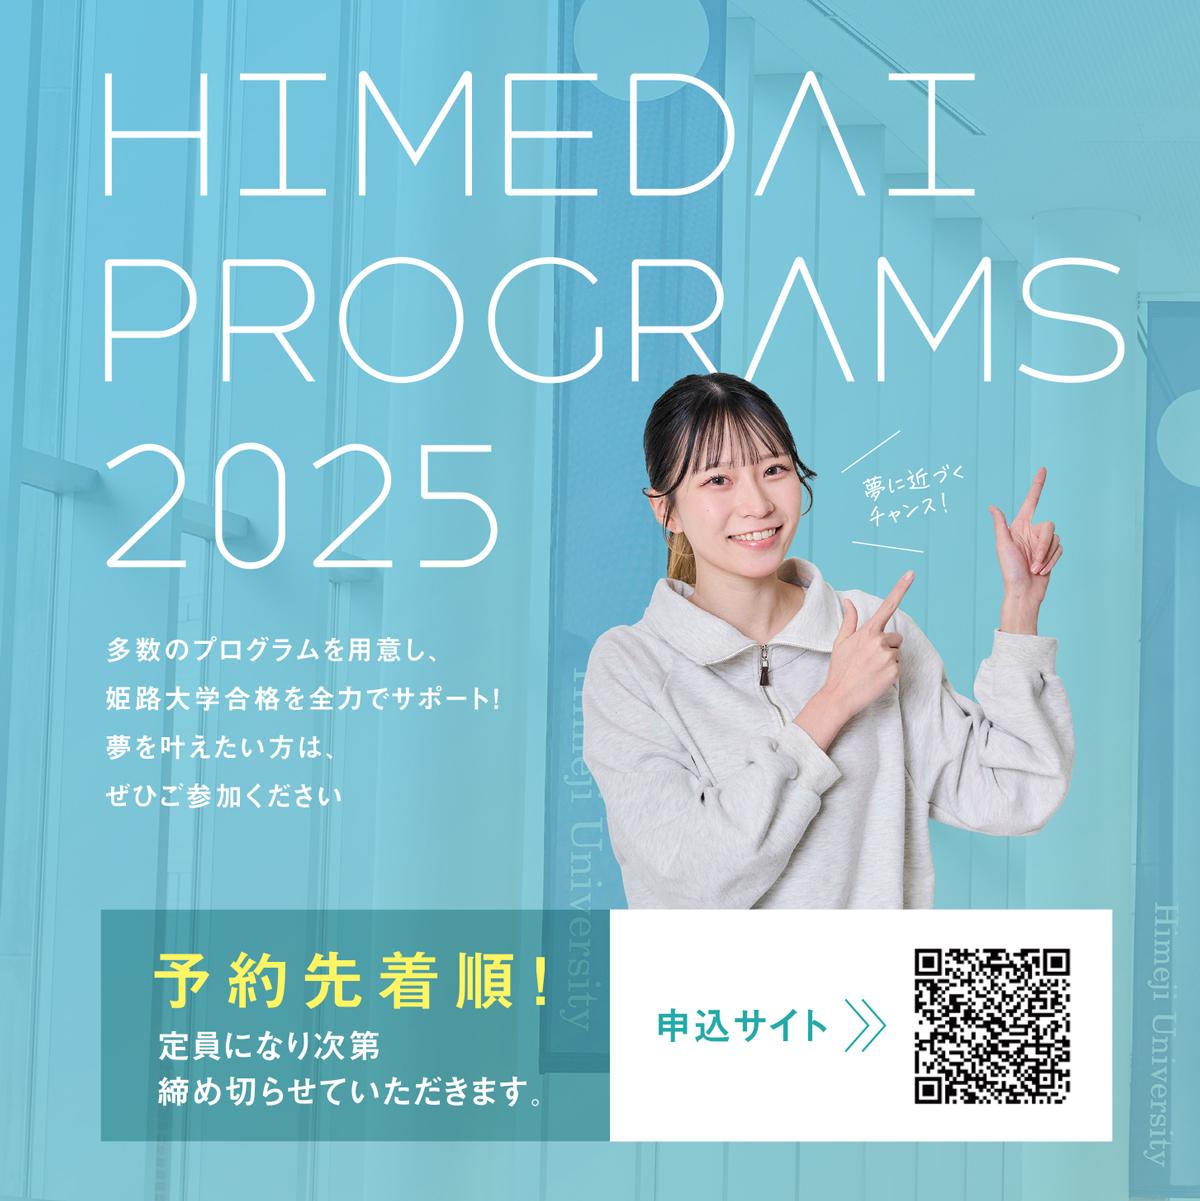 HIMEDAI
PROGRAMS
2025
夢に近づく
チャンス!
多数のプログラムを用意し、
姫路大学合格を全力でサポート!
夢を叶えたい方は、
ぜひご参加ください
Himeji University
Himeji University
予約先着順!
定員になり次第
締め切らせていただきます。
申込サイト